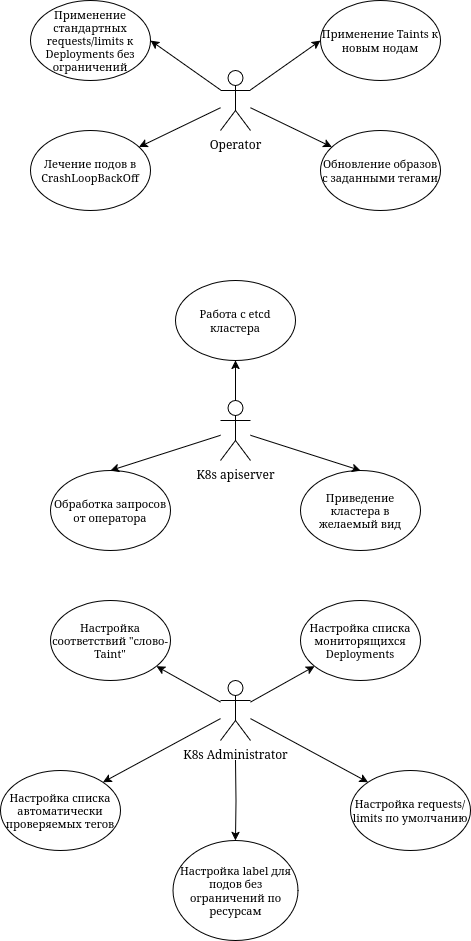 Применение
стандартных
requests/limits к
Deployments без
ограничений
Применение Taints к
новым нодам
Operator
Лечение подов в
CrashLoopBackOff
Обновление образов
с заданными тегами
Работа с etcd
кластера
K8s apiserver
Обработка запросов
от оператора
Приведение
кластера в
желаемый вид
Настройка
соответствий "слово-
Taint"
Настройка списка
мониторящихся
Deployments
K8s Administrator
Настройка списка
автоматически
проверяемых тегов
Настройка requests/
limits по умолчанию
Настройка label для
подов без
ограничений по
ресурсам